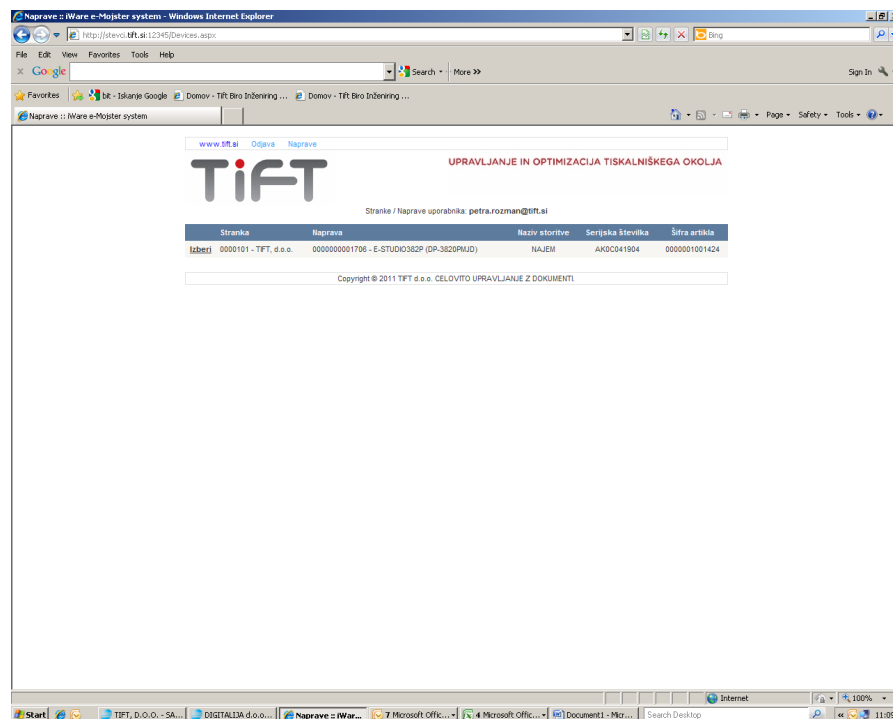 Naprave :: iWare e-Mojster system - Windows Internet Explorer
http://stevci.tift.si:12345/Devices.aspx
Bing
File Edit View Favorites Tools Help
Google Search More >> Sign In
Favorites bit - Iskanje Google Domov - Tift Biro Inženiring ... Domov - Tift Biro Inženiring ...
Naprave :: iWare e-Mojster system Page Safety Tools
www.tift.si Odjava Naprave
TiFT
UPRAVLJANJE IN OPTIMIZACIJA TISKALNIŠKEGA OKOLJA
Stranke / Naprave uporabnika: petra.rozman@tift.si
Stranka Naprava Naziv storitve Serijska številka Šifra artikla
Izberi 0000101 - TIFT, d.o.o. 0000000001706 - E-STUDIO382P (DP-3820PMJD) NAJEM AK0C041904 0000001001424
Copyright © 2011 TIFT d.o.o. CELOVITO UPRAVLJANJE Z DOKUMENTI.
Internet 100%
Start TIFT, D.O.O. - SA... DIGITALIJA d.o.o... Naprave :: iWar... 7 Microsoft Offic... 4 Microsoft Offic... Document1 - Micr... Search Desktop 11:09